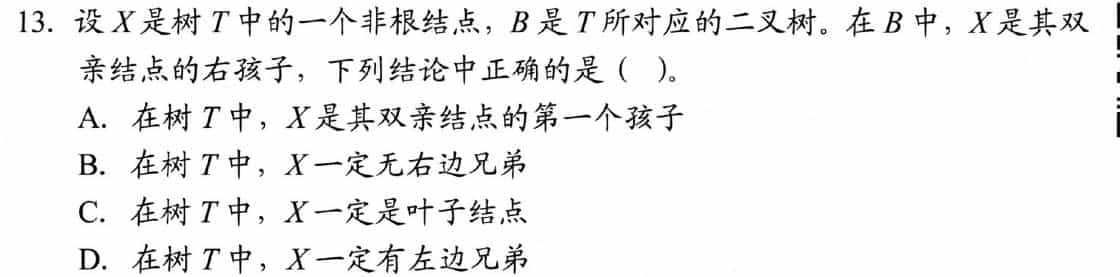 13. 设 X 是树 T 中的一个非根结点，B 是 T 所对应的二叉树。在 B 中，X 是其双
亲结点的右孩子，下列结论中正确的是（ ）。
A. 在树 T 中，X 是其双亲结点的第一个孩子
B. 在树 T 中，X 一定无右边兄弟
C. 在树 T 中，X 一定是叶子结点
D. 在树 T 中，X 一定有左边兄弟